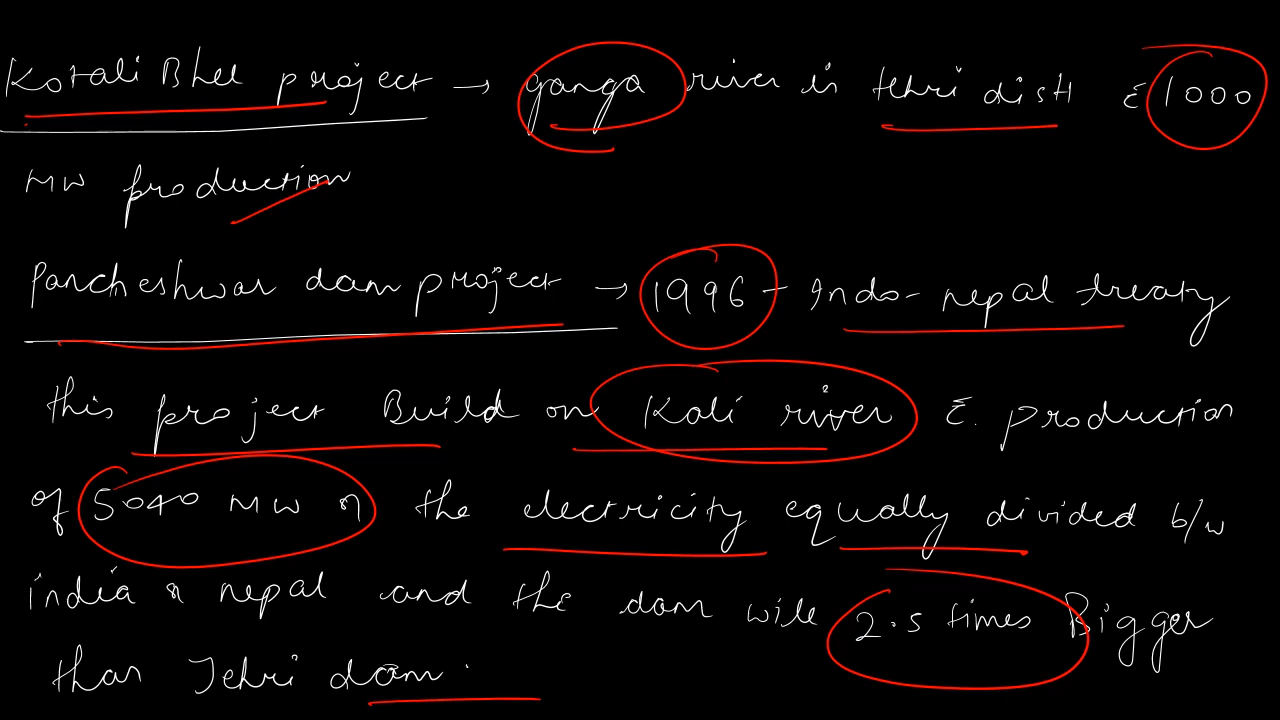 Kotali Bhel project → ganga river in tehri dist & 1000
MW production
Pancheshwar dam project → 1996 - Indo-nepal treaty
this project Build on Kali river &. production
of 5040 MW & the electricity equally divided b/w
india & nepal and the dam will 2.5 times Bigger
than Tehri dam.